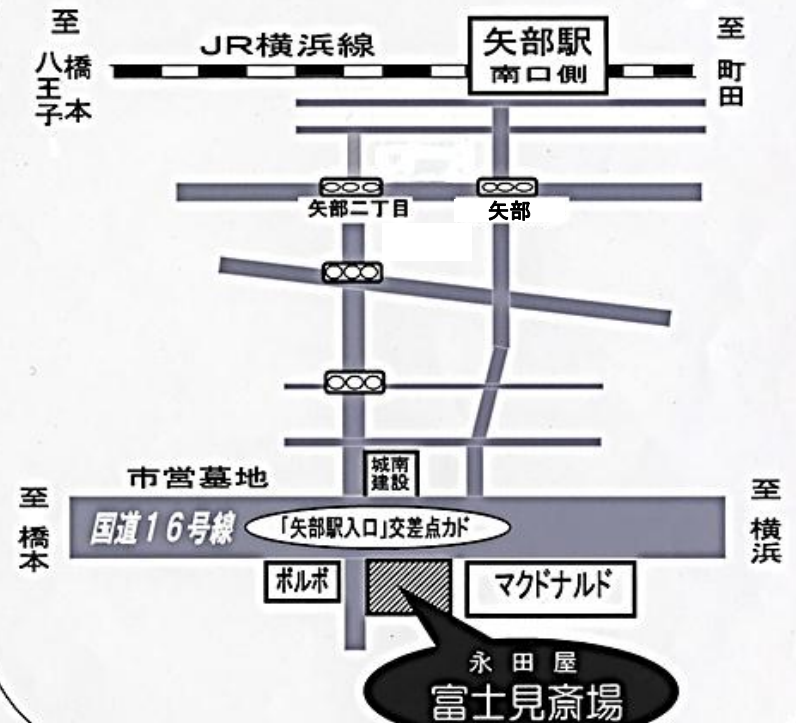 至
八王子
橋本
JR横浜線
矢部駅
南口側
至
町田
矢部二丁目
矢部
市営墓地
城南
建設
至
橋本
国道16号線
「矢部駅入口」交差点カド
至
横浜
ボルボ
マクドナルド
永田屋
富士見斎場